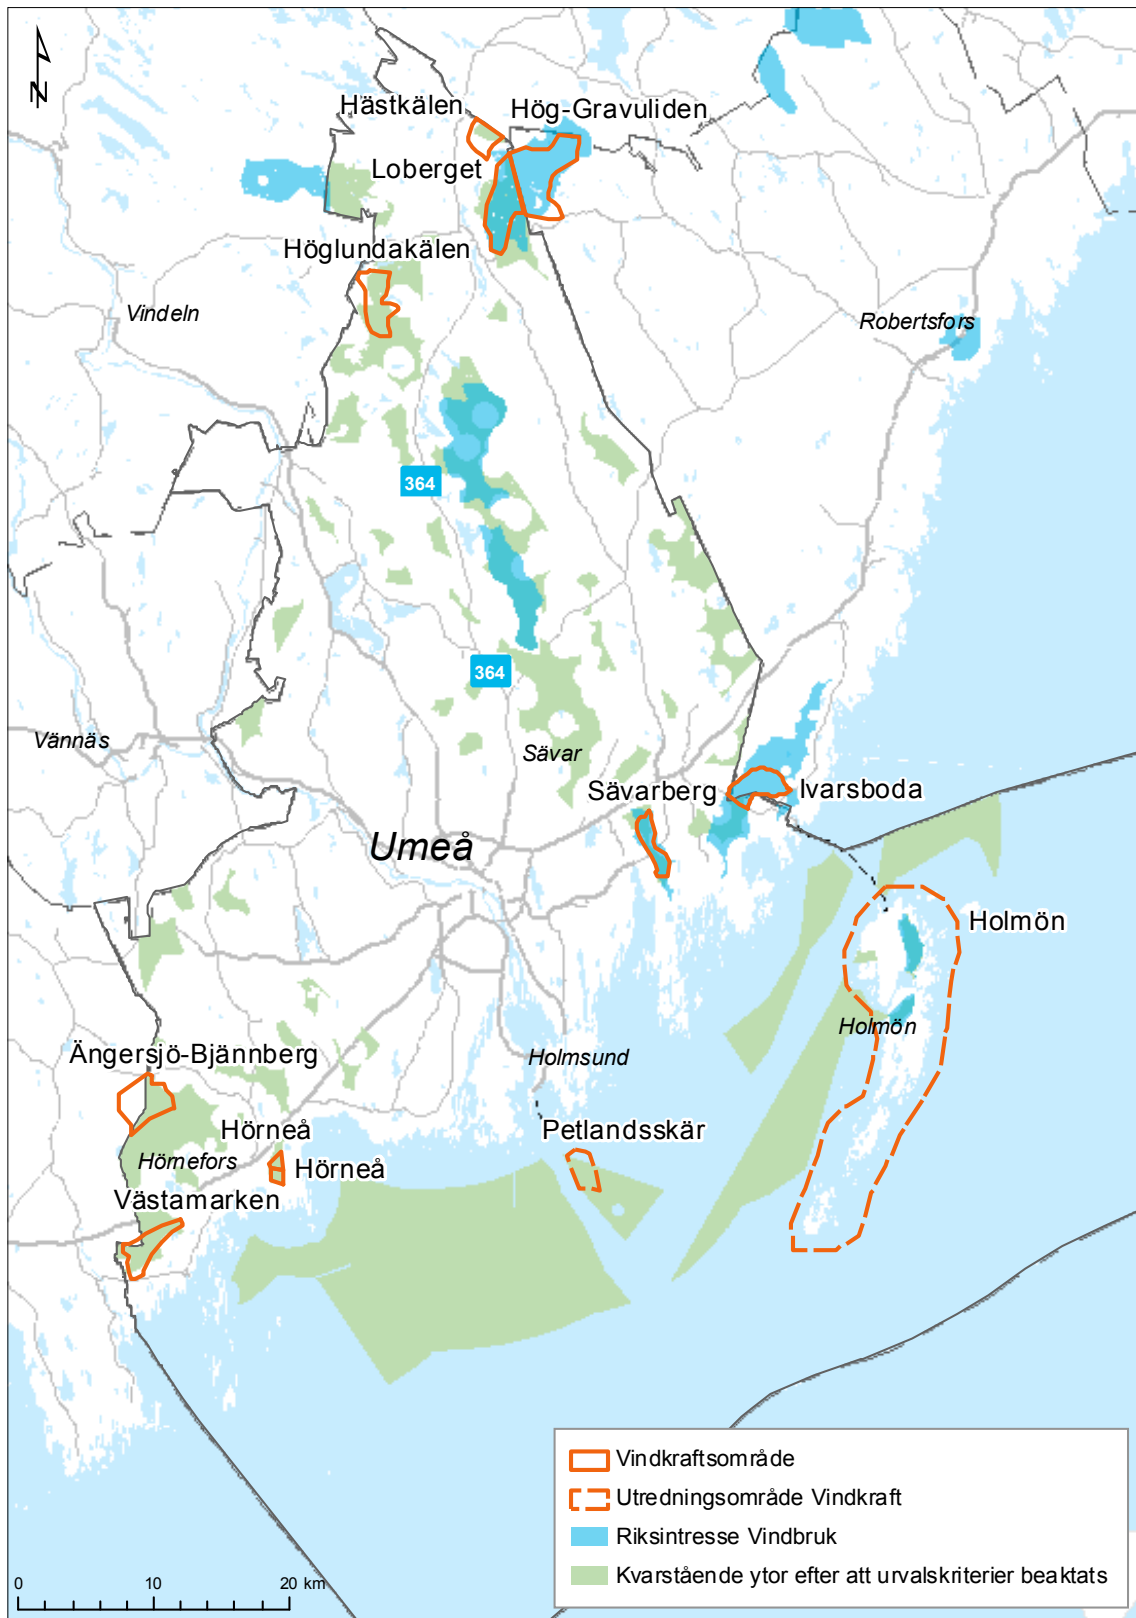 N
Hästkälen
Hög-Gravuliden
Loberget
Höglundakälen
Vindeln
Robertsfors
364
364
Vännäs
Sävar
Sävarberg
Ivarsboda
Umeå
Holmön
Holmön
Ängersjö-Bjännberg
Holmsund
Hörneå
Petlandsskär
Hörnefors
Hörneå
Västamarken
Vindkraftsområde
Utredningsområde Vindkraft
Riksintresse Vindbruk
Kvarstående ytor efter att urvalskriterier beaktats
0 10 20 km